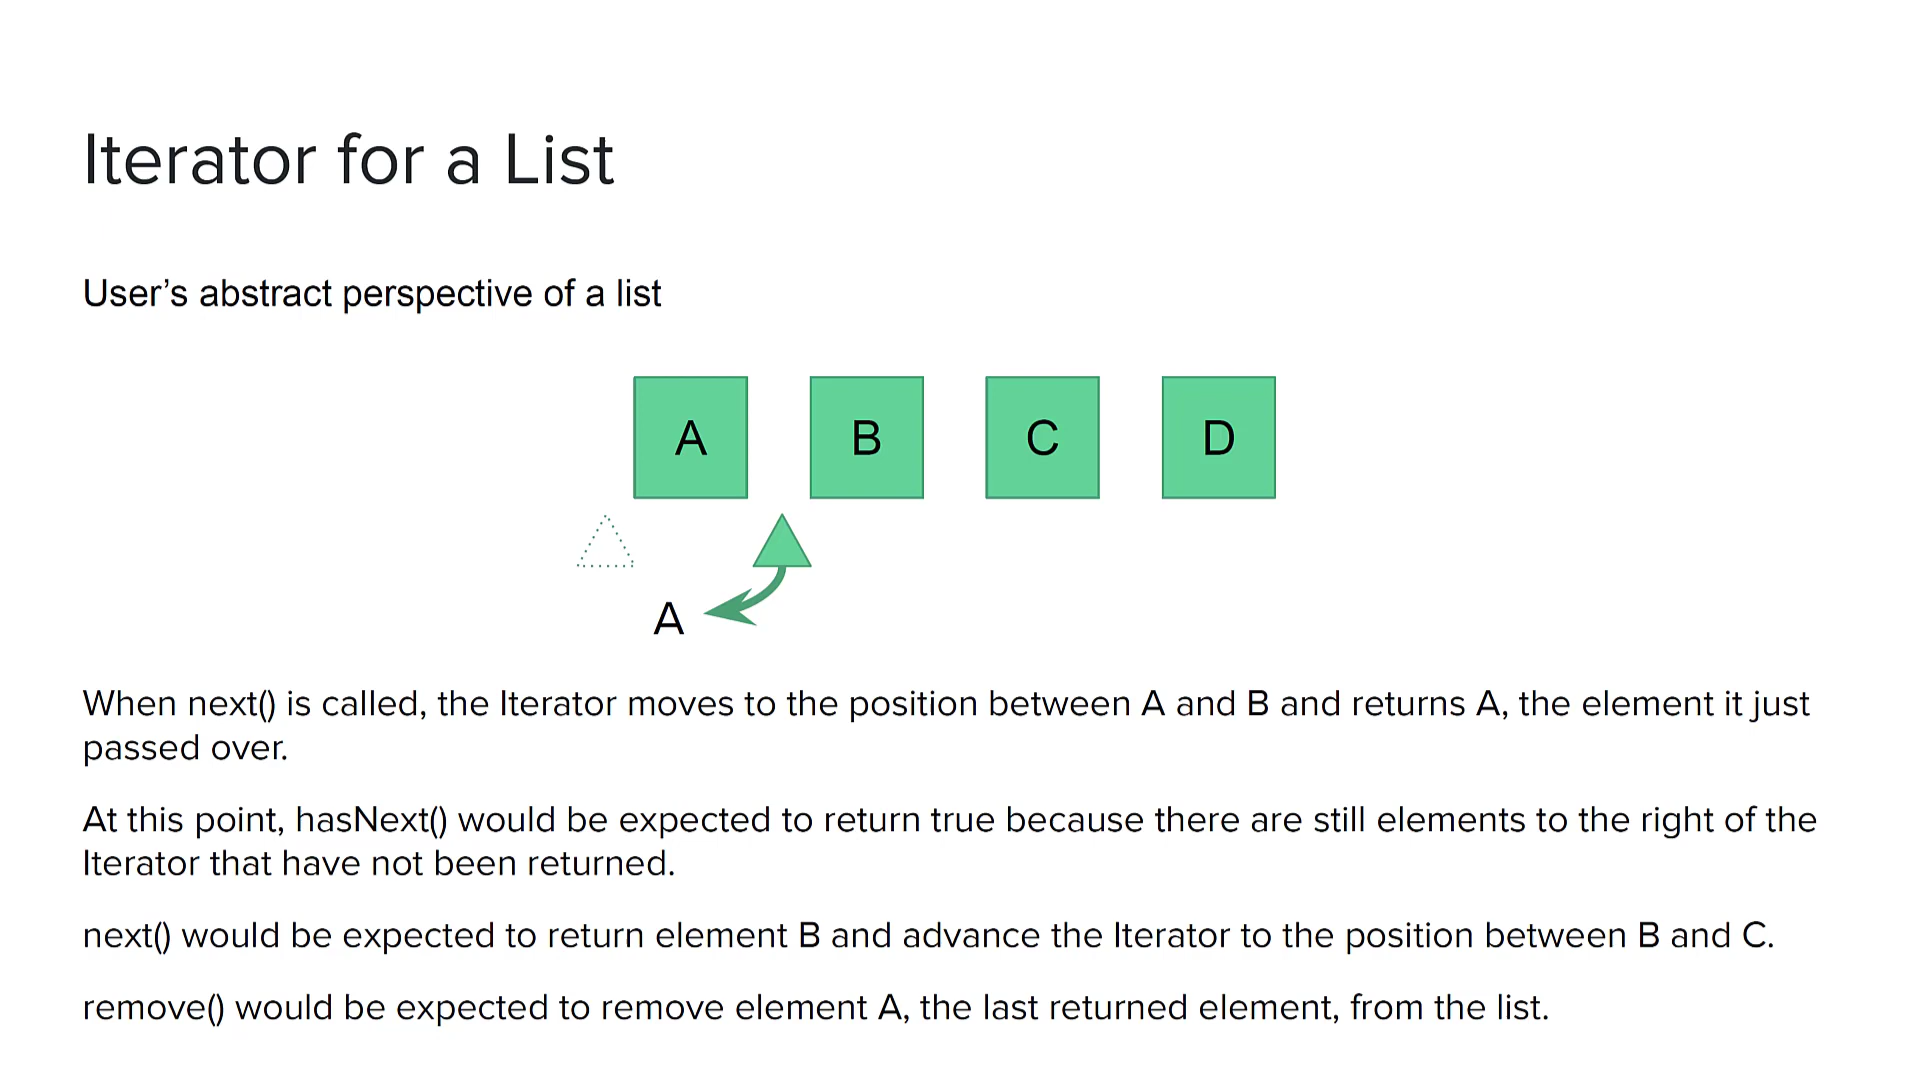 Iterator for a List
User’s abstract perspective of a list
A B C D
A
When next() is called, the Iterator moves to the position between A and B and returns A, the element it just
passed over.
At this point, hasNext() would be expected to return true because there are still elements to the right of the
Iterator that have not been returned.
next() would be expected to return element B and advance the Iterator to the position between B and C.
remove() would be expected to remove element A, the last returned element, from the list.